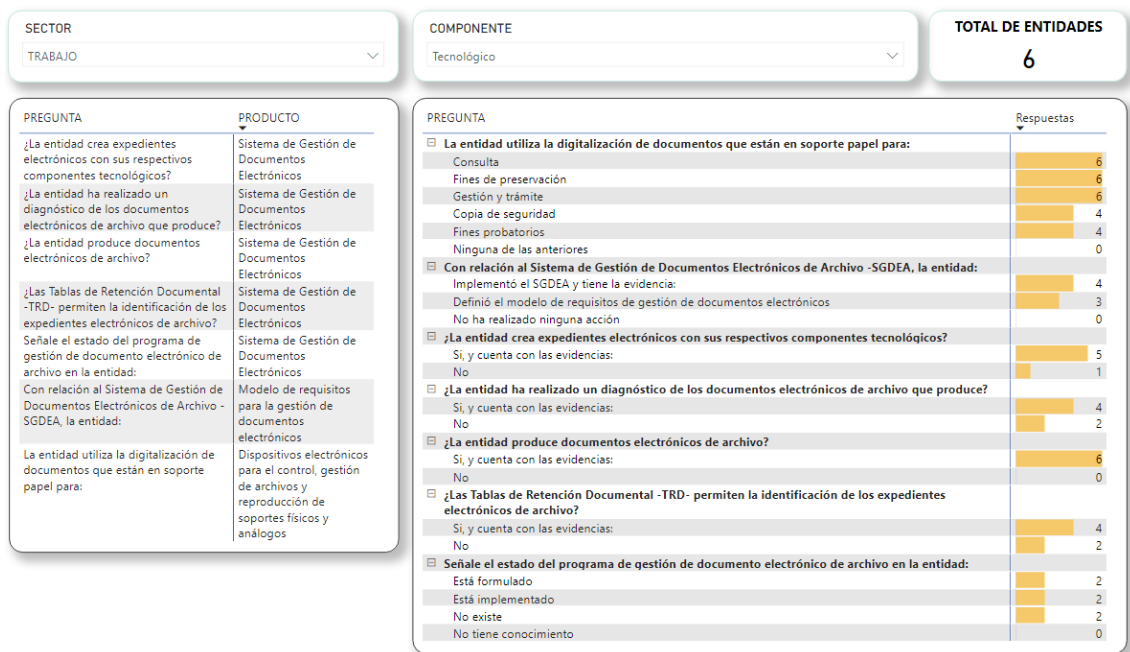 SECTOR
TRABAJO
COMPONENTE
Tecnológico
TOTAL DE ENTIDADES
6
PREGUNTA PRODUCTO
¿La entidad crea expedientes
electrónicos con sus respectivos
componentes tecnológicos?
Sistema de Gestión de
Documentos
Electrónicos
¿La entidad ha realizado un
diagnóstico de los documentos
electrónicos de archivo que produce?
Sistema de Gestión de
Documentos
Electrónicos
¿La entidad produce documentos
electrónicos de archivo?
Sistema de Gestión de
Documentos
Electrónicos
¿Las Tablas de Retención Documental
-TRD- permiten la identificación de los
expedientes electrónicos de archivo?
Sistema de Gestión de
Documentos
Electrónicos
Señale el estado del programa de
gestión de documento electrónico de
archivo en la entidad:
Sistema de Gestión de
Documentos
Electrónicos
Con relación al Sistema de Gestión de
Documentos Electrónicos de Archivo -
SGDEA, la entidad:
Modelo de requisitos
para la gestión de
documentos
electrónicos
La entidad utiliza la digitalización de
documentos que están en soporte
papel para:
Dispositivos electrónicos
para el control, gestión
de archivos y
reproducción de
soportes físicos y
análogos
PREGUNTA Respuestas
La entidad utiliza la digitalización de documentos que están en soporte papel para:
Consulta 6
Fines de preservación 6
Gestión y trámite 6
Copia de seguridad 4
Fines probatorios 4
Ninguna de las anteriores 0
Con relación al Sistema de Gestión de Documentos Electrónicos de Archivo -SGDEA, la entidad:
Implementó el SGDEA y tiene la evidencia: 4
Definió el modelo de requisitos de gestión de documentos electrónicos 3
No ha realizado ninguna acción 0
¿La entidad crea expedientes electrónicos con sus respectivos componentes tecnológicos?
Si, y cuenta con las evidencias: 5
No 1
¿La entidad ha realizado un diagnóstico de los documentos electrónicos de archivo que produce?
Si, y cuenta con las evidencias: 4
No 2
¿La entidad produce documentos electrónicos de archivo?
Si, y cuenta con las evidencias: 6
No 0
¿Las Tablas de Retención Documental -TRD- permiten la identificación de los expedientes
electrónicos de archivo?
Si, y cuenta con las evidencias: 4
No 2
Señale el estado del programa de gestión de documento electrónico de archivo en la entidad:
Está formulado 2
Está implementado 2
No existe 2
No tiene conocimiento 0